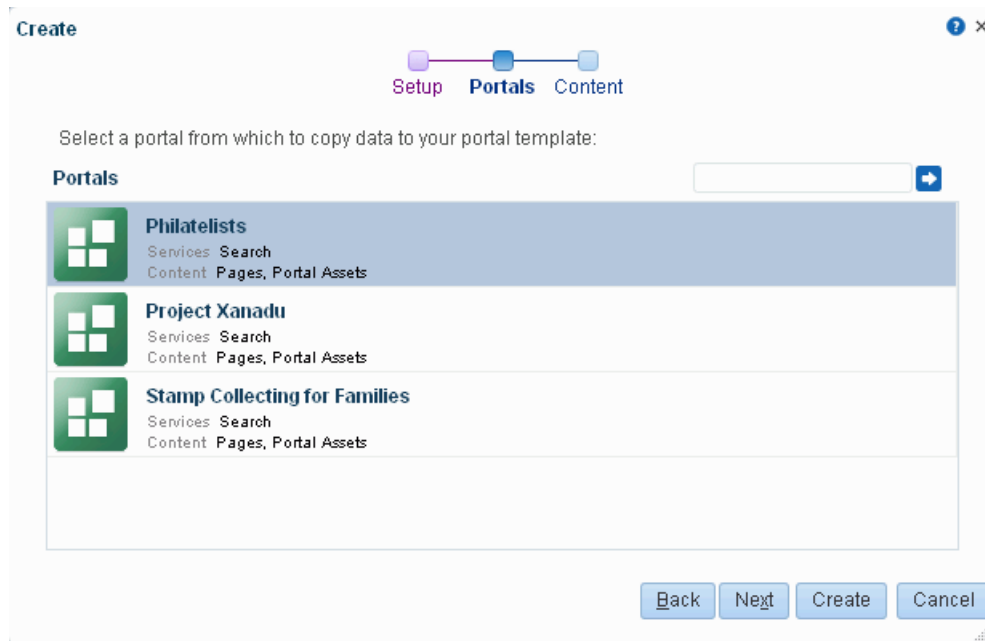 Create
Setup Portals Content
Select a portal from which to copy data to your portal template:
Portals
Philatelists
Services Search
Content Pages, Portal Assets
Project Xanadu
Services Search
Content Pages, Portal Assets
Stamp Collecting for Families
Services Search
Content Pages, Portal Assets
Back Next Create Cancel